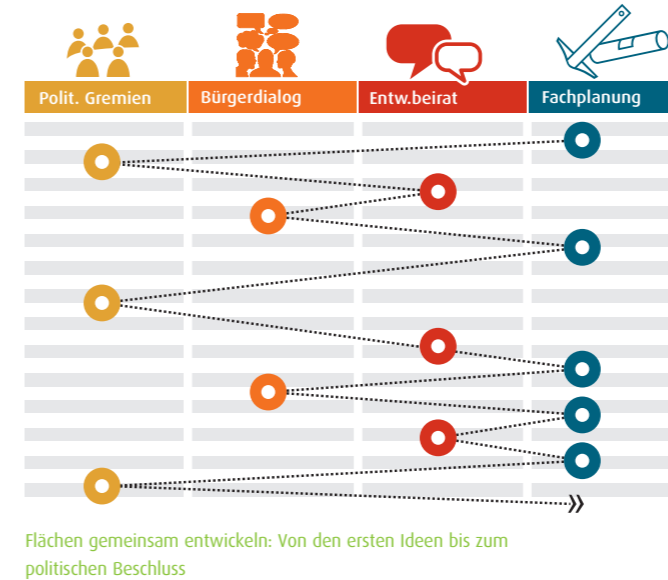 Polit. Gremien Bürgerdialog Entw.beirat Fachplanung
Flächen gemeinsam entwickeln: Von den ersten Ideen bis zum
politischen Beschluss